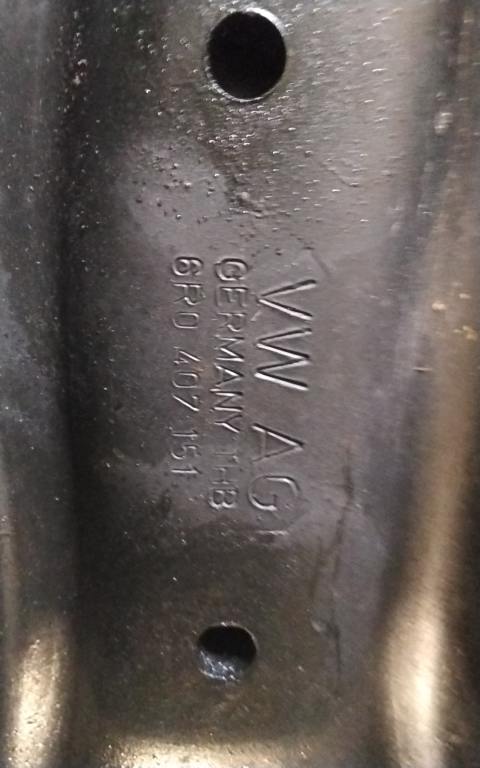 VW AG
GERMANY THB
6R0 407 151